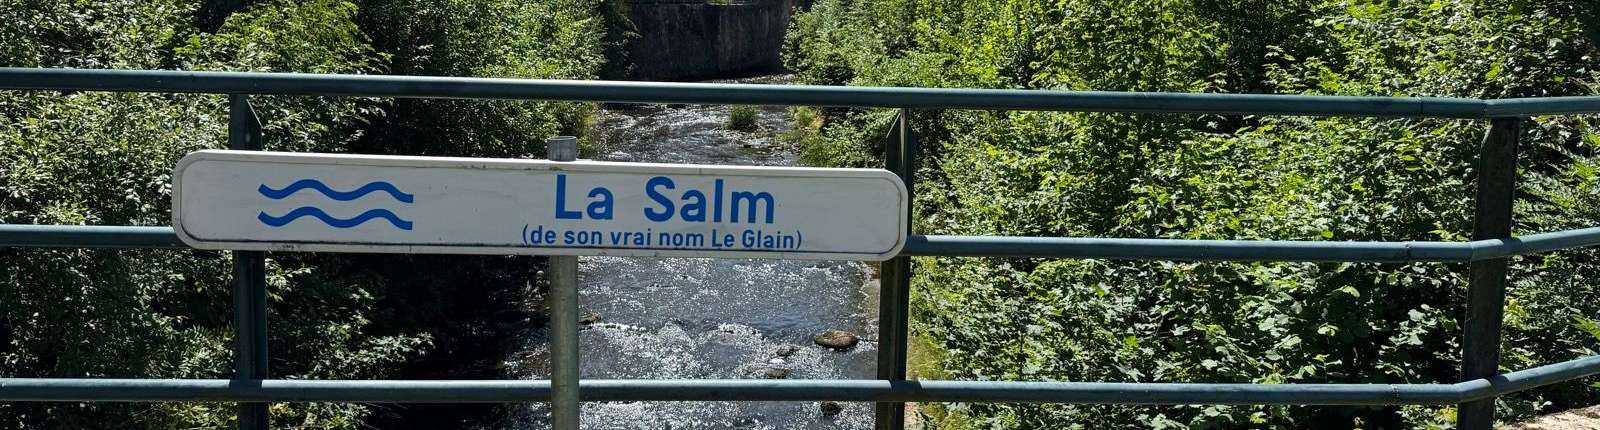 La Salm
(de son vrai nom Le Glain)